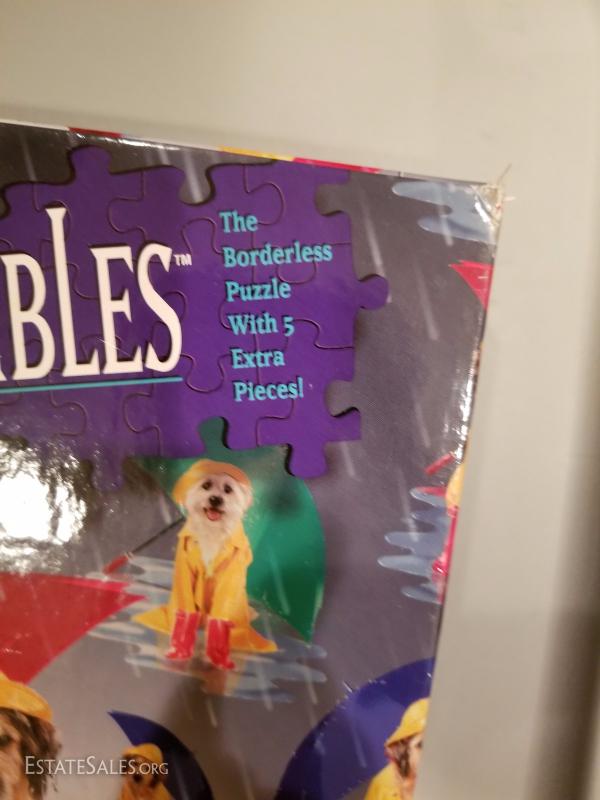 BLES™
The
Borderless
Puzzle
With 5
Extra
Pieces!
ESTATESALES.ORG